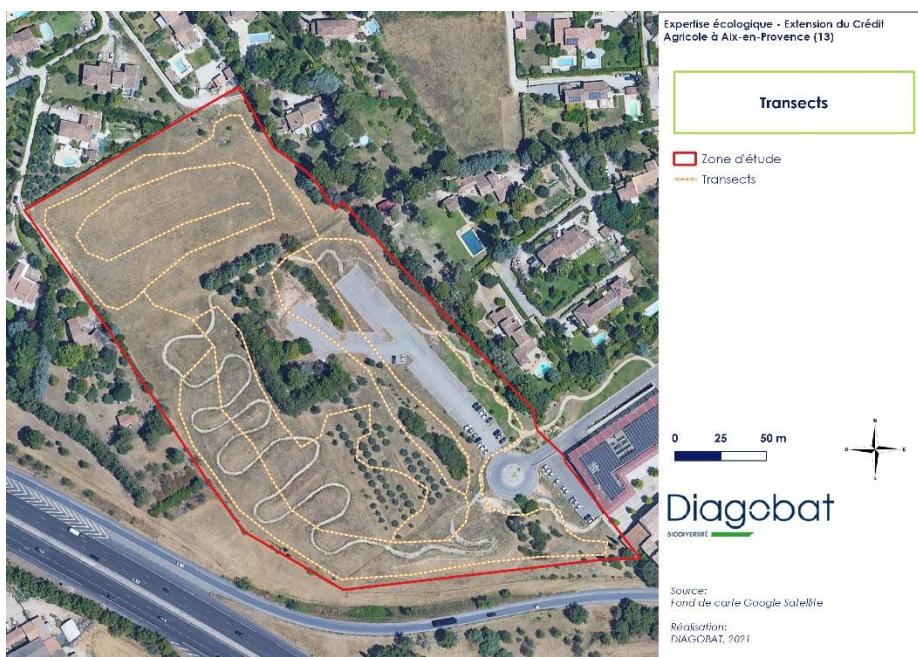 Expertise écologique - Extension du Crédit
Agricole à Aix-en-Provence (13)
Transects
Zone d'étude
Transects
0 25 50 m
N
O E
S
Diagobat
BIODIVERSITÉ
Source:
Fond de carte Google Satellite
Réalisation:
DIAGOBAT, 2021